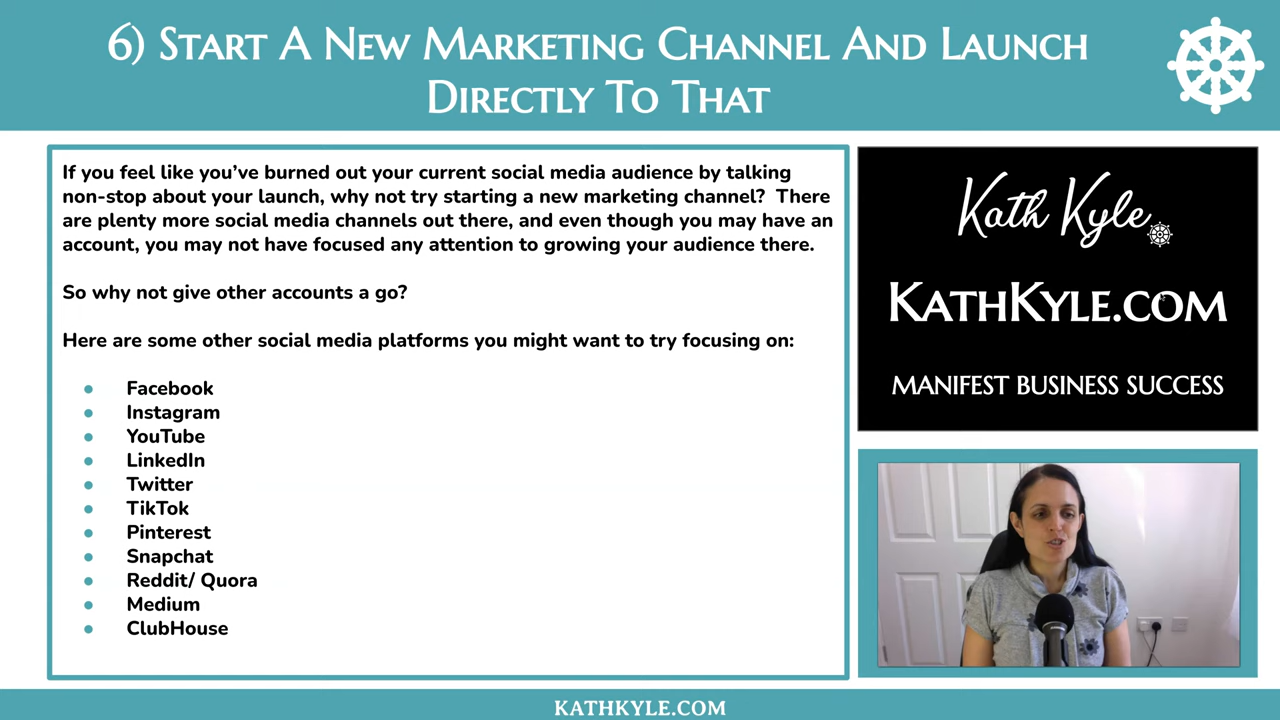 6) Start A New Marketing Channel And Launch
Directly To That
If you feel like you’ve burned out your current social media audience by talking
non-stop about your launch, why not try starting a new marketing channel?  There
are plenty more social media channels out there, and even though you may have an
account, you may not have focused any attention to growing your audience there.
So why not give other accounts a go?
Here are some other social media platforms you might want to try focusing on:
● Facebook
● Instagram
● YouTube
● LinkedIn
● Twitter
● TikTok
● Pinterest
● Snapchat
● Reddit/ Quora
● Medium
● ClubHouse
Kath Kyle
KathKyle.com
MANIFEST BUSINESS SUCCESS
KATHKYLE.COM